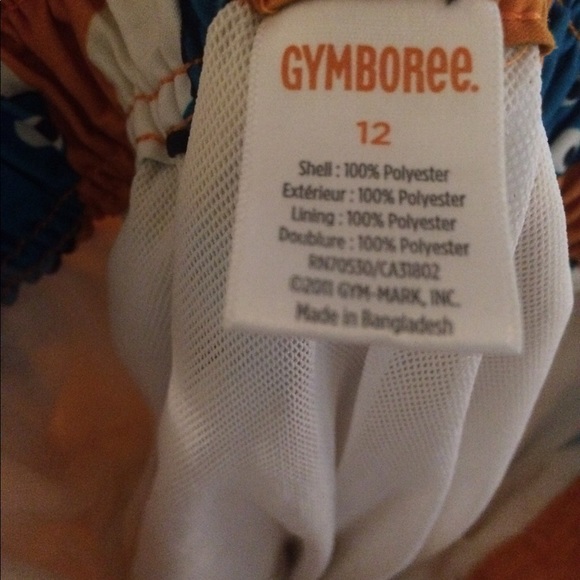 GYMBOREE.
12
Shell : 100% Polyester
Extérieur : 100% Polyester
Lining : 100% Polyester
Doublure : 100% Polyester
RN70530/CA31802
©2011 GYM-MARK, INC.
Made in Bangladesh